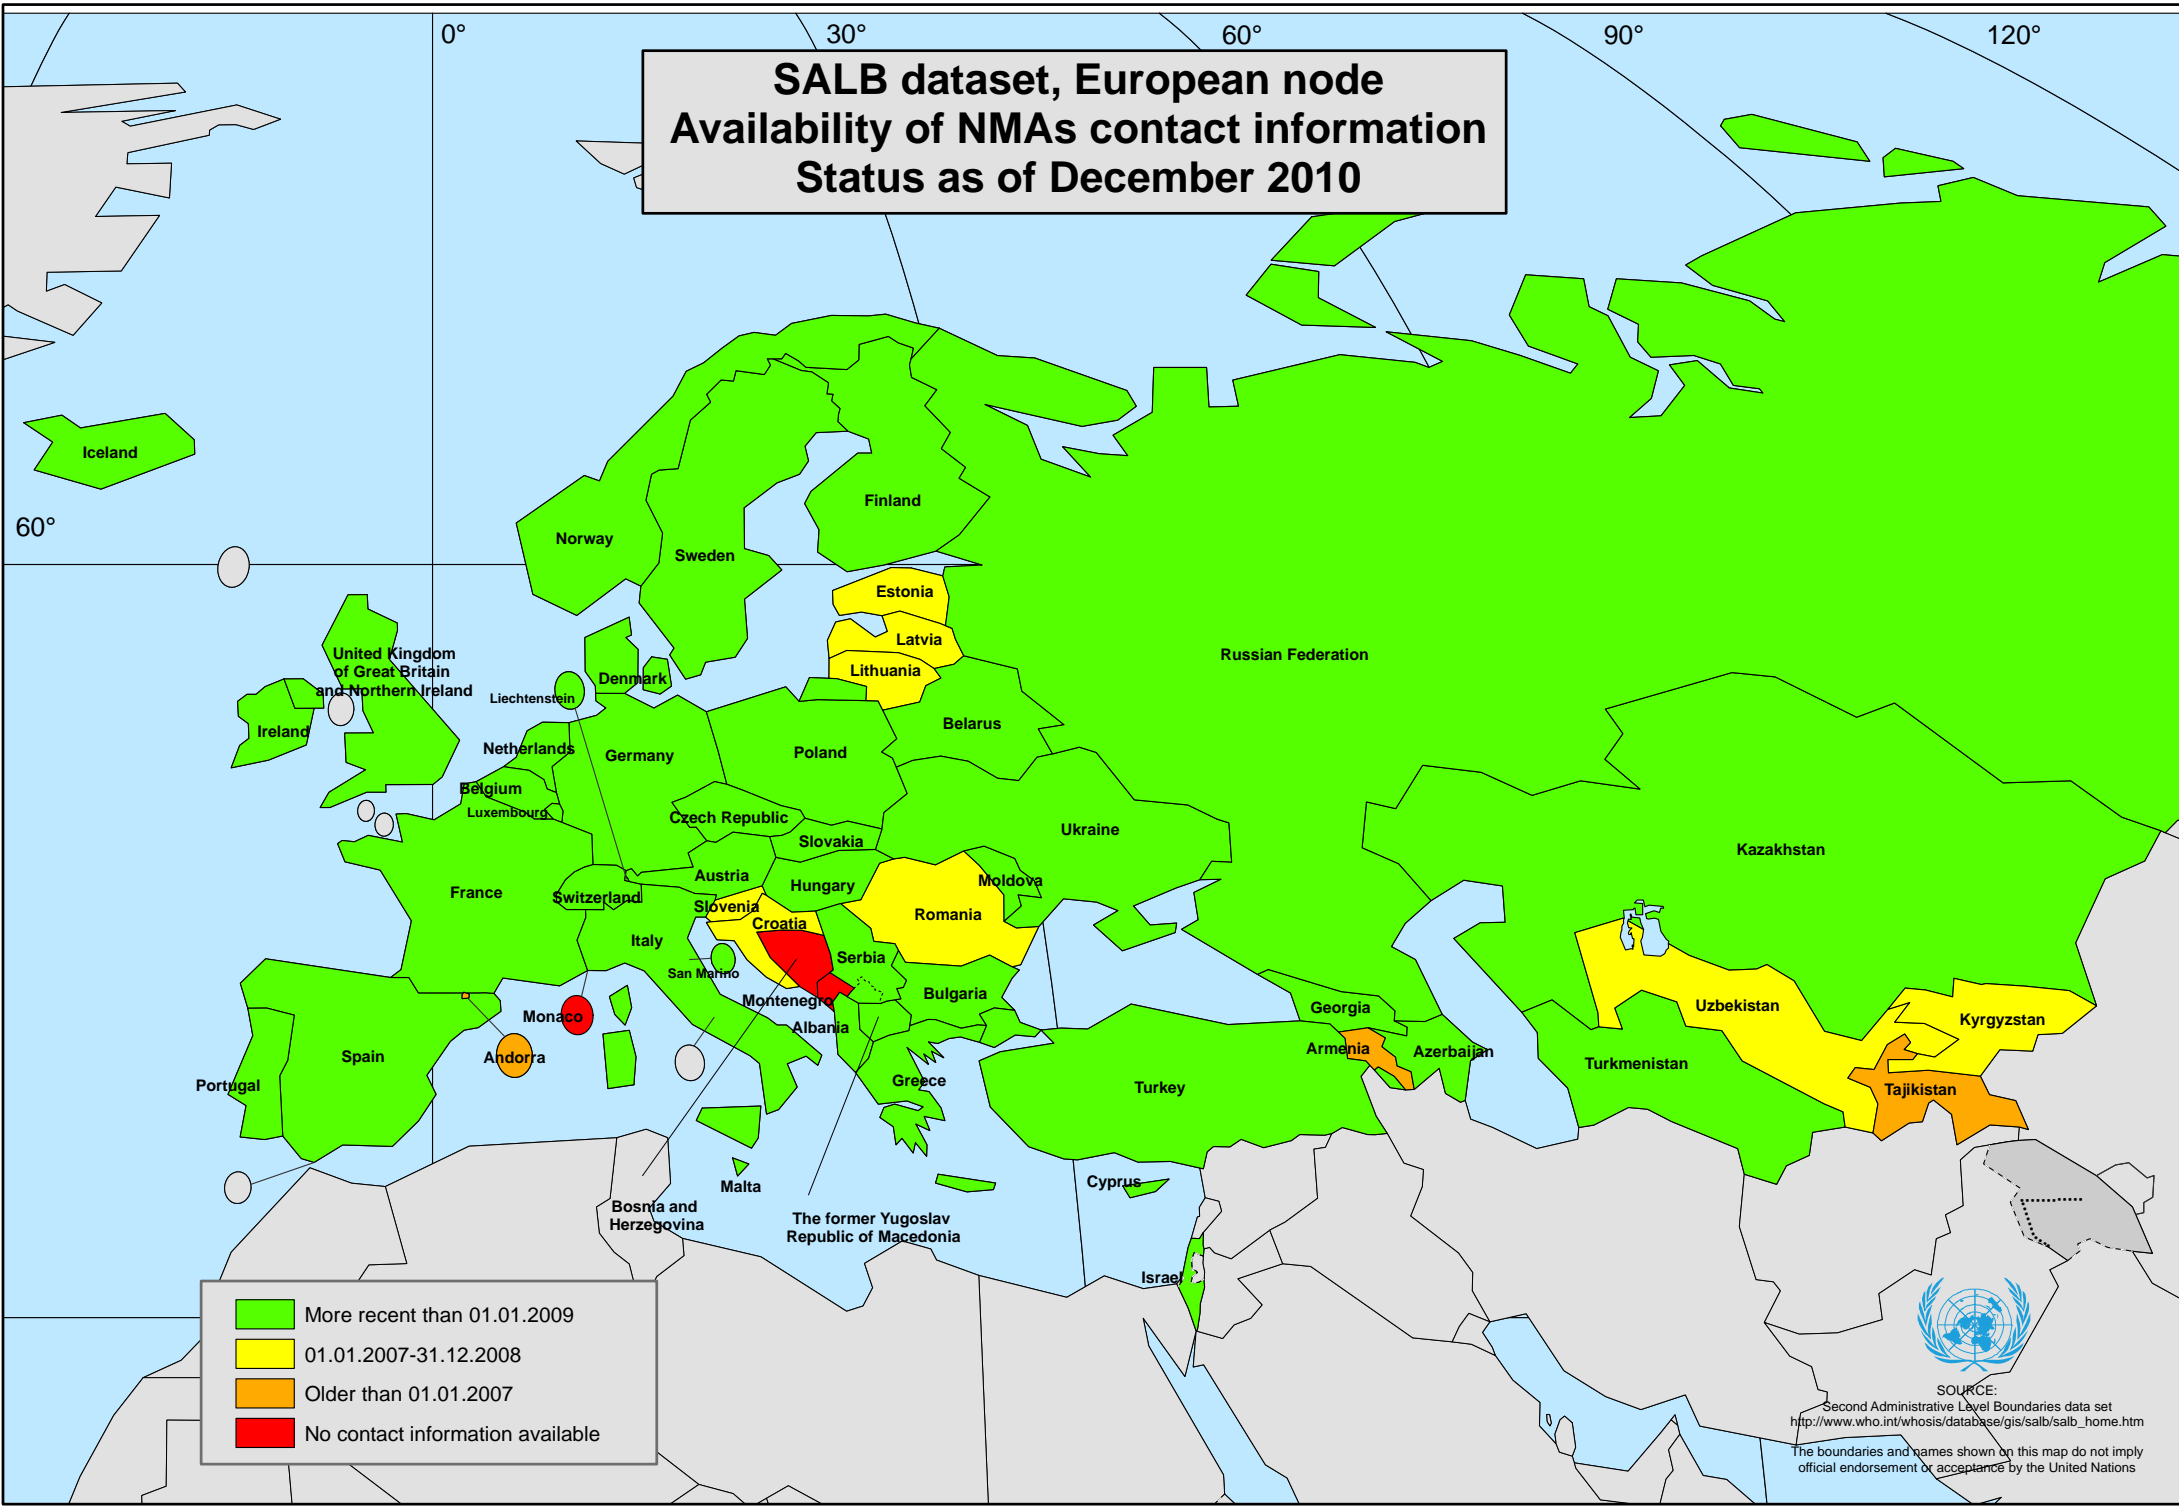 0°
30°
60°
90°
120°
SALB dataset, European node
Availability of NMAs contact information
Status as of December 2010
60°
Iceland
Norway
Sweden
Finland
Estonia
Latvia
Lithuania
Russian Federation
United Kingdom
of Great Britain
and Northern Ireland
Ireland
Denmark
Liechtenstein
Netherlands
Germany
Poland
Belarus
Belgium
Luxembourg
Czech Republic
Slovakia
Ukraine
Kazakhstan
France
Switzerland
Austria
Hungary
Moldova
Slovenia
Croatia
Romania
Italy
San Marino
Serbia
Montenegro
Bulgaria
Albania
Monaco
Andorra
Spain
Portugal
Greece
Georgia
Armenia
Azerbaijan
Turkey
Uzbekistan
Kyrgyzstan
Turkmenistan
Tajikistan
Malta
Cyprus
Bosnia and
Herzegovina
The former Yugoslav
Republic of Macedonia
Israel
More recent than 01.01.2009
01.01.2007-31.12.2008
Older than 01.01.2007
No contact information available
SOURCE:
Second Administrative Level Boundaries data set
http://www.who.int/whosis/database/gis/salb/salb_home.htm
The boundaries and names shown on this map do not imply
official endorsement or acceptance by the United Nations